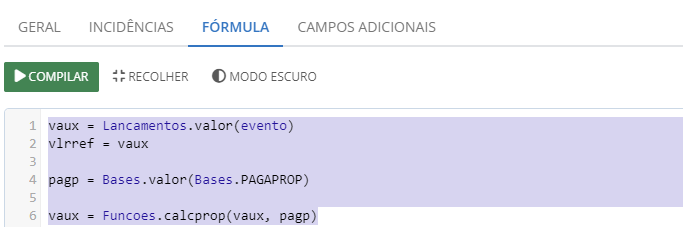 GERAL INCIDÊNCIAS FÓRMULA CAMPOS ADICIONAIS
COMPILAR RECOLHER MODO ESCURO
1 vaux = Lancamentos.valor(evento)
2 vlrref = vaux
3
4 pagp = Bases.valor(Bases.PAGAPROP)
5
6 vaux = Funcoes.calcprop(vaux, pagp)